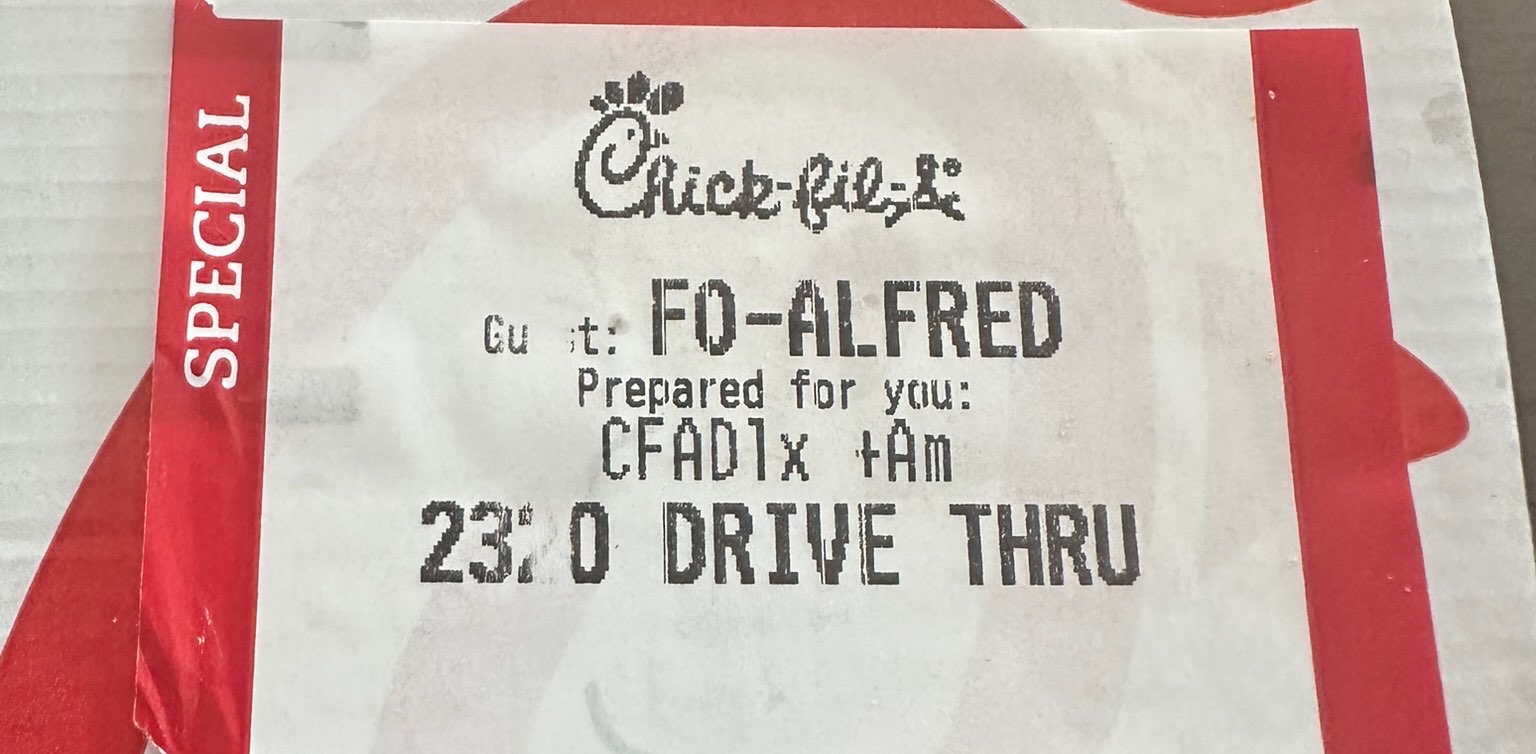 SPECIAL
Chick-fil-A
FO-ALFRED
Prepared for you:
CFAD1x +Am
DRIVE THRU